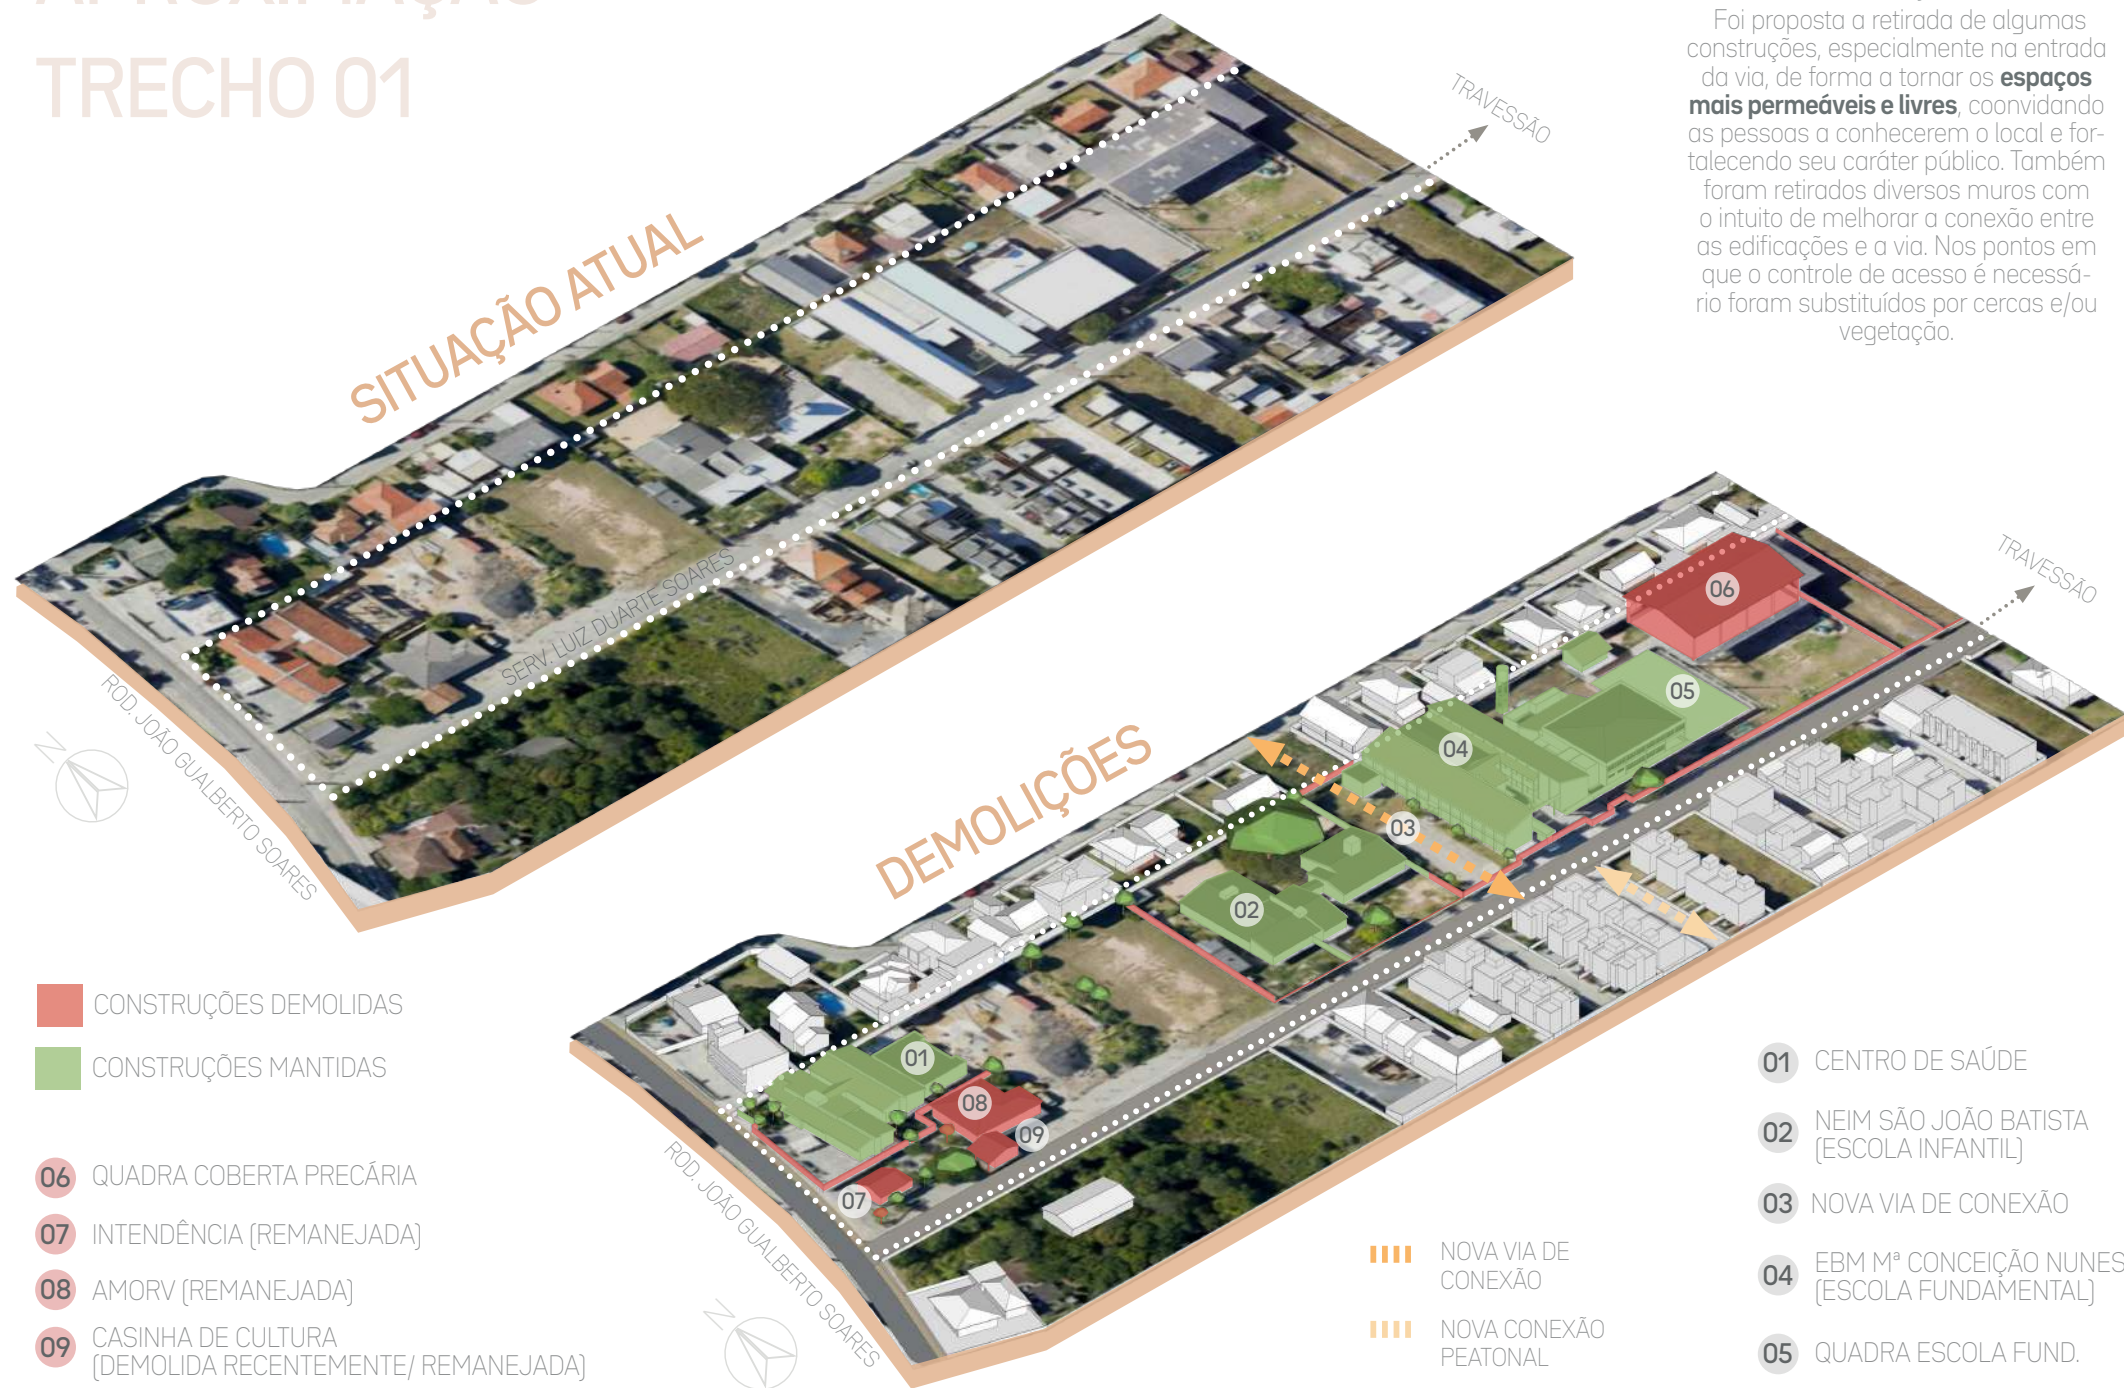 APROXIMAÇÃO
TRECHO 01
Foi proposta a retirada de algumas
construções, especialmente na entrada
da via, de forma a tornar os espaços
mais permeáveis e livres, coonvidando
as pessoas a conhecerem o local e for-
talecendo seu caráter público. Também
foram retirados diversos muros com
o intuito de melhorar a conexão entre
as edificações e a via. Nos pontos em
que o controle de acesso é necessá-
rio foram substituídos por cercas e/ou
vegetação.
SITUAÇÃO ATUAL
TRAVESSÃO
SERV. LUIZ DUARTE SOARES
ROD. JOÃO GUALBERTO SOARES
N
DEMOLIÇÕES
TRAVESSÃO
06
05
04
03
02
01
08
09
07
ROD. JOÃO GUALBERTO SOARES
N
CONSTRUÇÕES DEMOLIDAS
CONSTRUÇÕES MANTIDAS
06 QUADRA COBERTA PRECÁRIA
07 INTENDÊNCIA (REMANEJADA)
08 AMORV (REMANEJADA)
09 CASINHA DE CULTURA
(DEMOLIDA RECENTEMENTE/ REMANEJADA)
NOVA VIA DE
CONEXÃO
NOVA CONEXÃO
PEATONAL
01 CENTRO DE SAÚDE
02 NEIM SÃO JOÃO BATISTA
(ESCOLA INFANTIL)
03 NOVA VIA DE CONEXÃO
04 EBM Mª CONCEIÇÃO NUNES
(ESCOLA FUNDAMENTAL)
05 QUADRA ESCOLA FUND.